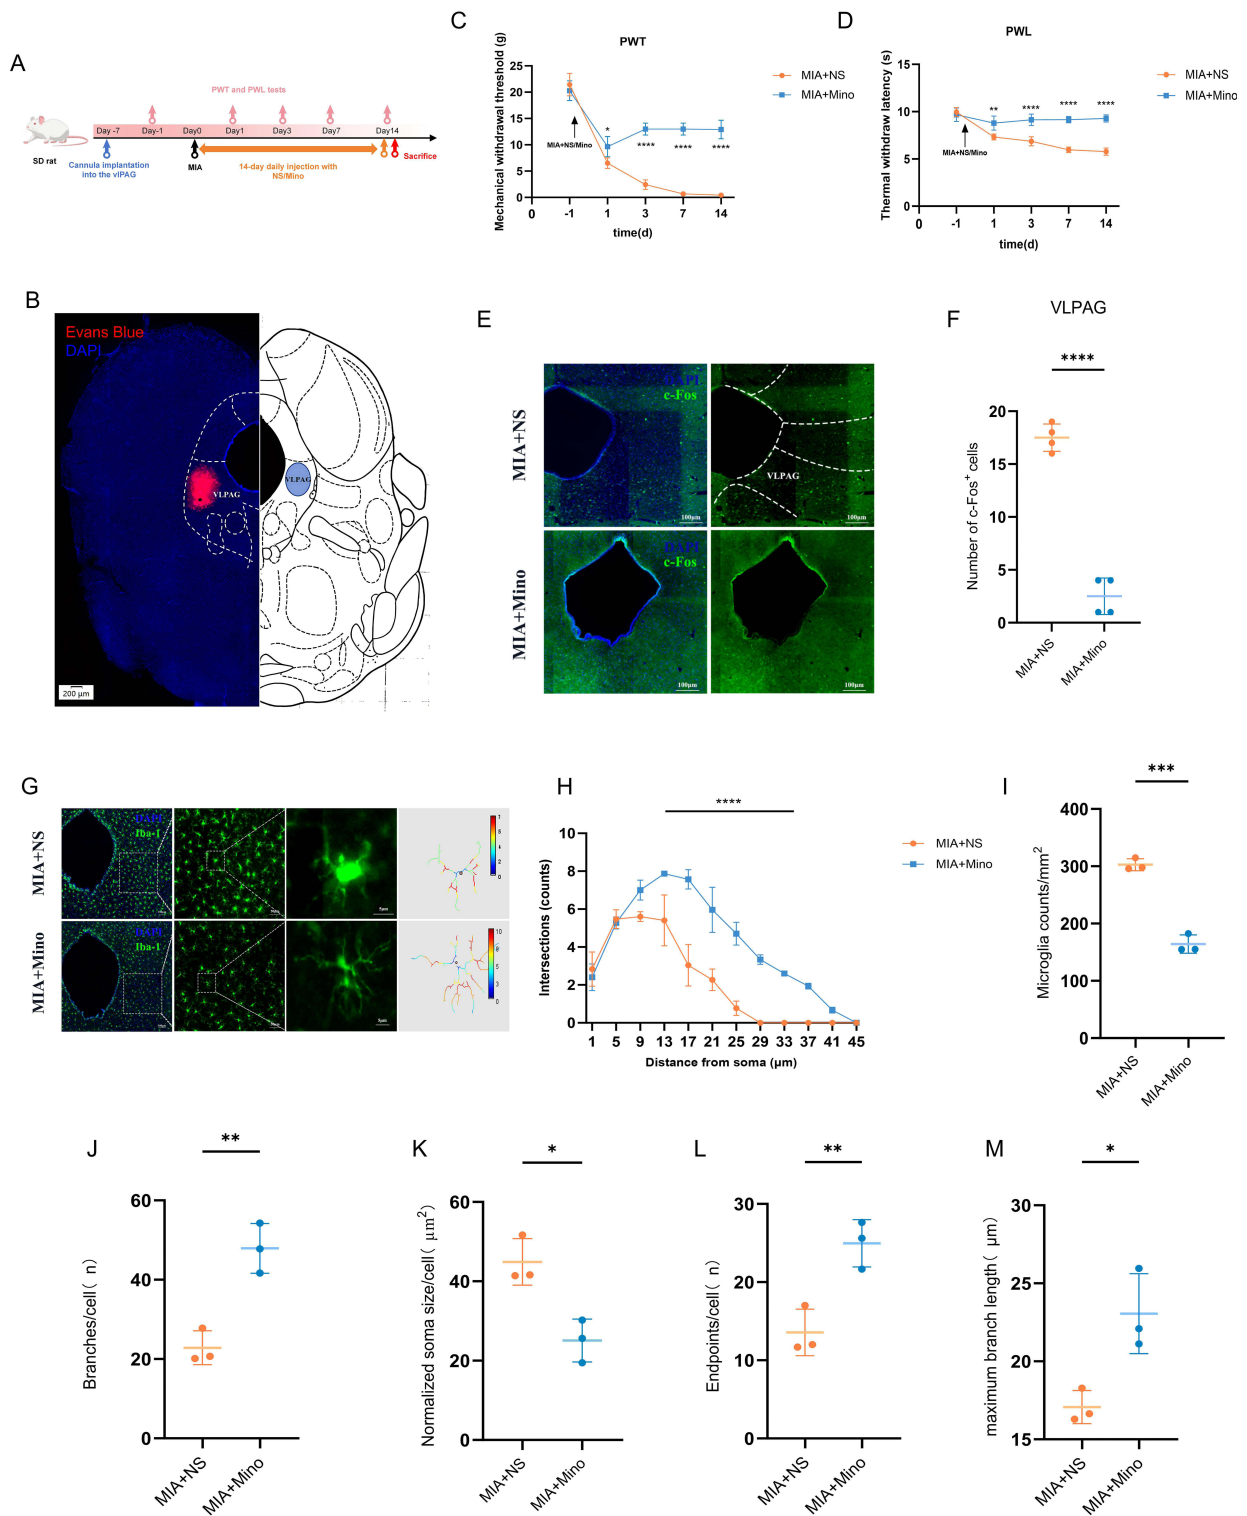 A
PWT and PWL tests
Day -7
Day-1
Day0
Day1
Day3
Day7
Day14
SD rat
Cannula implantation
into the vlPAG
MIA
14-day daily injection with
NS/Mino
Sacrifice
C
PWT
Mechanical withdrawal threshold (g)
25
20
15
10
5
0
MIA+NS/Mino
*
****
****
****
0
-1
1
3
7
14
time(d)
MIA+NS
MIA+Mino
D
PWL
Thermal withdraw latency (s)
15
10
5
0
MIA+NS/Mino
**
****
****
****
0
-1
1
3
7
14
time(d)
MIA+NS
MIA+Mino
B
Evans Blue
DAPI
VLPAG
VLPAG
200 μm
E
MIA+NS
DAPI
c-Fos
100μm
VLPAG
100μm
MIA+Mino
DAPI
c-Fos
100μm
100μm
F
VLPAG
****
Number of c-Fos+ cells
20
15
10
5
0
MIA+NS
MIA+Mino
G
MIA+NS
DAPI
Iba-1
5μm
MIA+Mino
DAPI
Iba-1
5μm
H
****
Intersections (counts)
10
8
6
4
2
0
1
5
9
13
17
21
25
29
33
37
41
45
Distance from soma (μm)
MIA+NS
MIA+Mino
I
***
Microglia counts/mm2
400
300
200
100
0
MIA+NS
MIA+Mino
J
**
Branches/cell( n)
60
40
20
0
MIA+NS
MIA+Mino
K
*
Normalized soma size/cell( μm2)
60
40
20
0
MIA+NS
MIA+Mino
L
**
Endpoints/cell( n)
30
20
10
0
MIA+NS
MIA+Mino
M
*
maximum branch length( μm)
30
25
20
15
MIA+NS
MIA+Mino